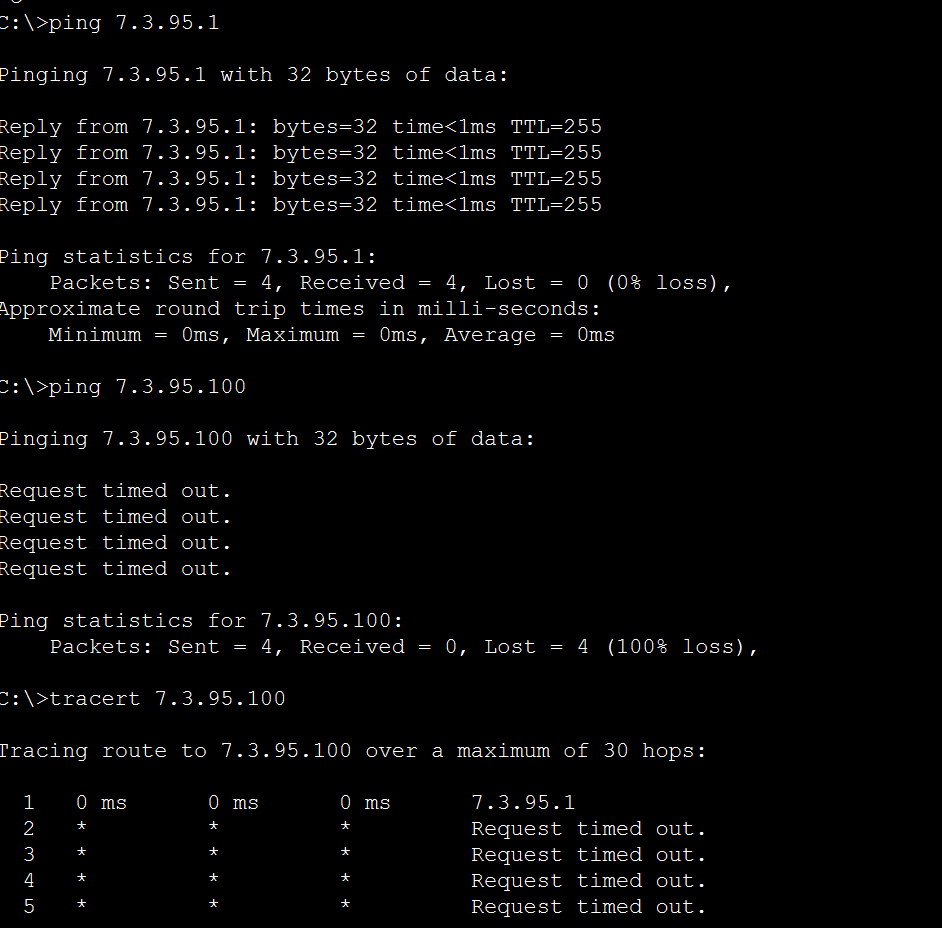 C:\>ping 7.3.95.1
Pinging 7.3.95.1 with 32 bytes of data:
Reply from 7.3.95.1: bytes=32 time<1ms TTL=255
Reply from 7.3.95.1: bytes=32 time<1ms TTL=255
Reply from 7.3.95.1: bytes=32 time<1ms TTL=255
Reply from 7.3.95.1: bytes=32 time<1ms TTL=255
Ping statistics for 7.3.95.1:
    Packets: Sent = 4, Received = 4, Lost = 0 (0% loss),
Approximate round trip times in milli-seconds:
    Minimum = 0ms, Maximum = 0ms, Average = 0ms
C:\>ping 7.3.95.100
Pinging 7.3.95.100 with 32 bytes of data:
Request timed out.
Request timed out.
Request timed out.
Request timed out.
Ping statistics for 7.3.95.100:
    Packets: Sent = 4, Received = 0, Lost = 4 (100% loss),
C:\>tracert 7.3.95.100
Tracing route to 7.3.95.100 over a maximum of 30 hops:
  1   0 ms      0 ms      0 ms      7.3.95.1
  2   *         *         *         Request timed out.
  3   *         *         *         Request timed out.
  4   *         *         *         Request timed out.
  5   *         *         *         Request timed out.